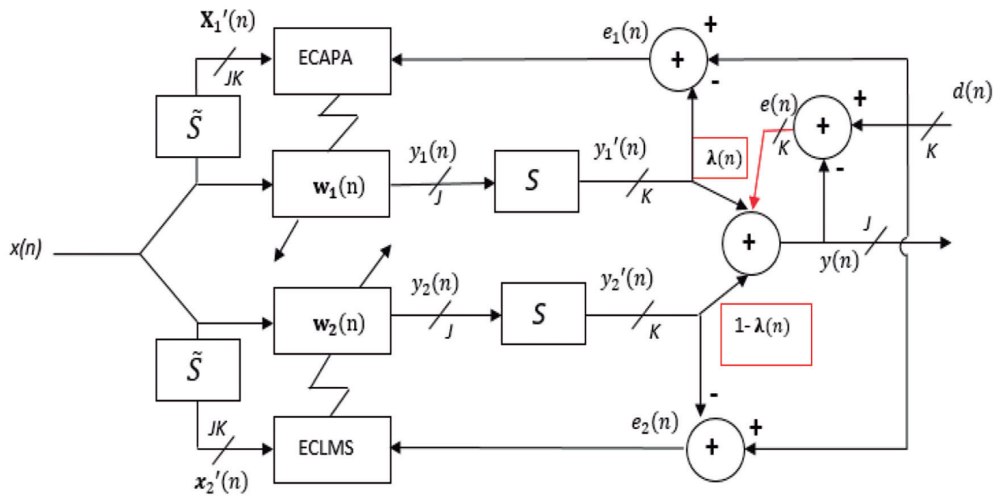 X₁'(n)
JK
ECAPA
e₁(n)
+
+
-
S̃
e(n)
K
+
+
-
d(n)
K
w₁(n)
y₁(n)
J
S
y₁'(n)
K
λ(n)
x(n)
+
J
y(n)
w₂(n)
y₂(n)
J
S
y₂'(n)
K
1- λ(n)
S̃
JK
x₂'(n)
ECLMS
e₂(n)
-
+
+